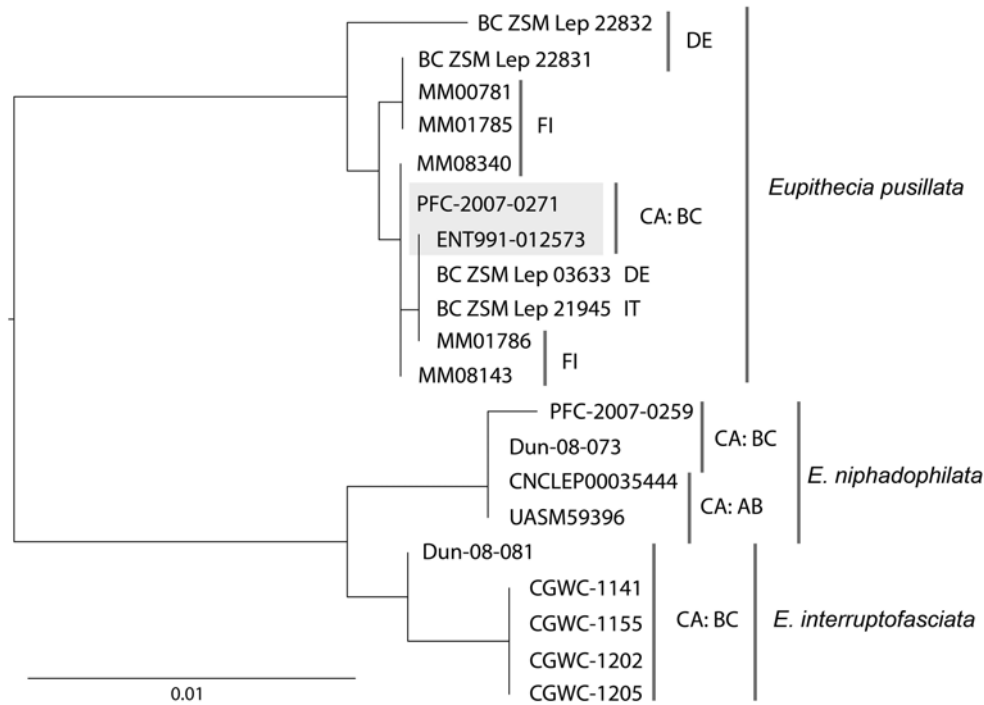 BC ZSM Lep 22832
DE
BC ZSM Lep 22831
MM00781
MM01785
FI
MM08340
Eupithecia pusillata
PFC-2007-0271
CA: BC
ENT991-012573
BC ZSM Lep 03633 DE
BC ZSM Lep 21945 IT
MM01786
FI
MM08143
PFC-2007-0259
CA: BC
Dun-08-073
E. niphadophilata
CNCLEP00035444
CA: AB
UASM59396
Dun-08-081
CGWC-1141
CGWC-1155
CA: BC
E. interruptofasciata
CGWC-1202
CGWC-1205
0.01